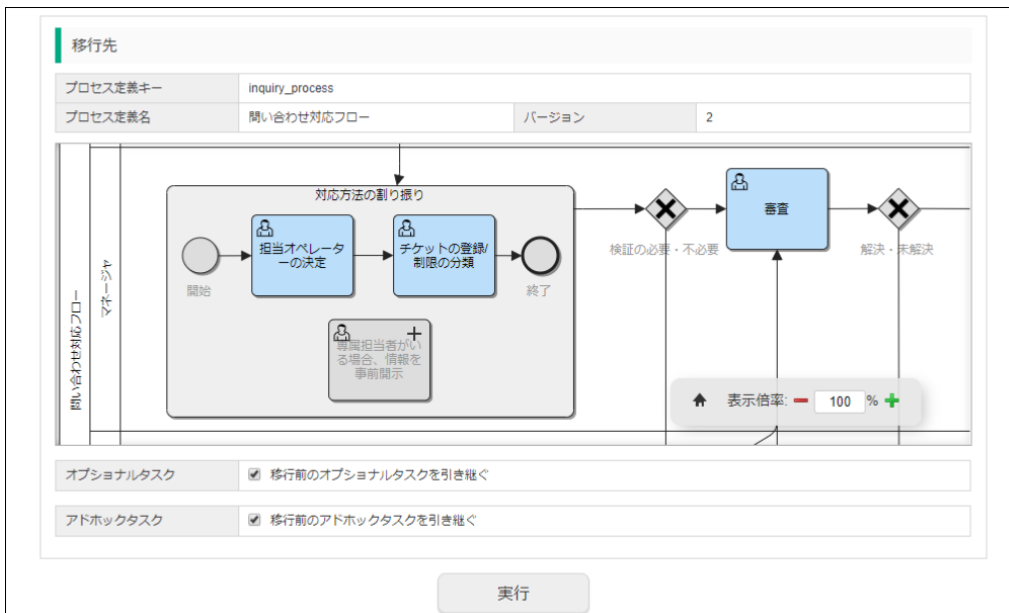 移行先
プロセス定義キー
inquiry_process
プロセス定義名
問い合わせ対応フロー
バージョン
2
問い合わせ対応フロー
マネージャ
対応方法の割り振り
開始
担当オペレータ
ーの決定
チケットの登録/
制限の分類
終了
専属担当者がい
る場合、情報を
事前開示
検証の必要・不必要
審査
解決・未解決
表示倍率:
100
%
オプショナルタスク
移行前のオプショナルタスクを引き継ぐ
アドホックタスク
移行前のアドホックタスクを引き継ぐ
実行